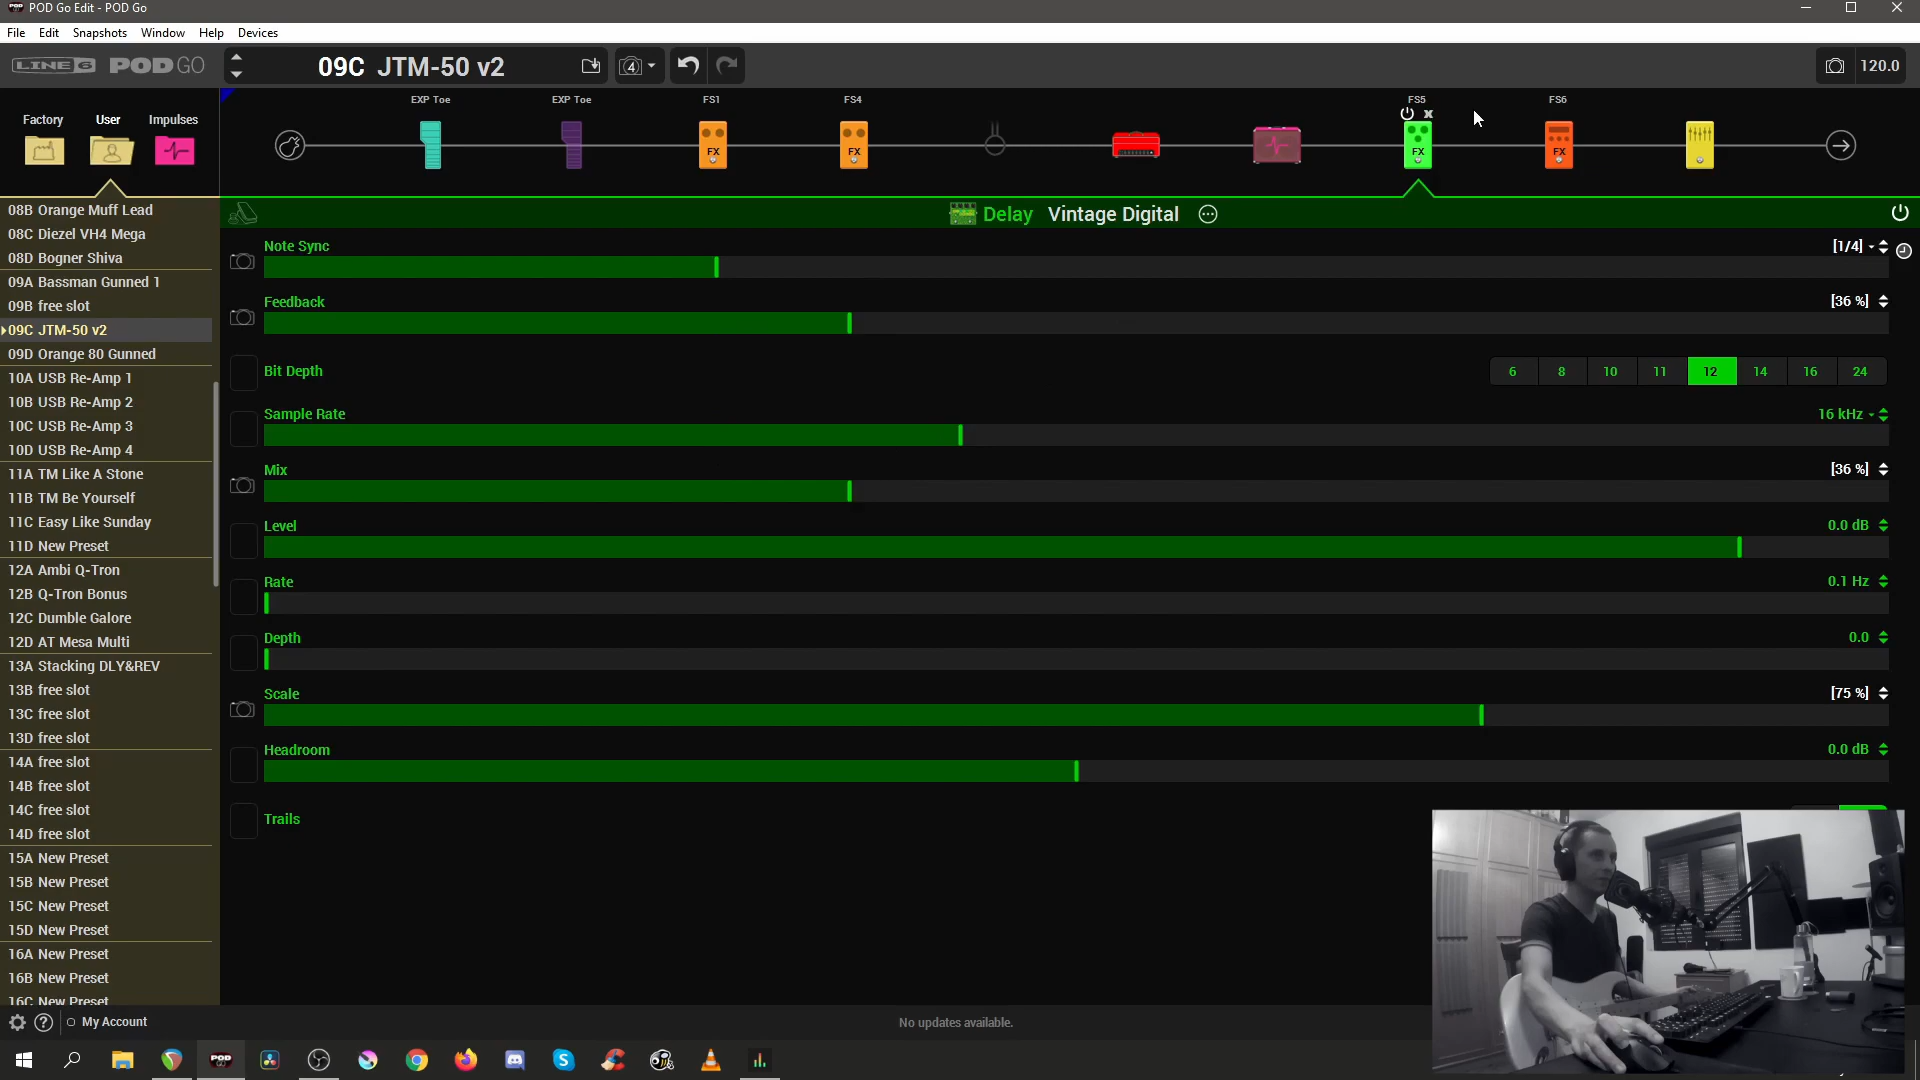 POD Go Edit - POD Go
File Edit Snapshots Window Help Devices
LINE 6 POD GO
09C JTM-50 v2
4
120.0
Factory User Impulses
EXP Toe EXP Toe FS1 FS4 FS5 FS6
FX FX FX FX
Delay Vintage Digital
08B Orange Muff Lead
08C Diezel VH4 Mega
08D Bogner Shiva
09A Bassman Gunned 1
09B free slot
09C JTM-50 v2
09D Orange 80 Gunned
10A USB Re-Amp 1
10B USB Re-Amp 2
10C USB Re-Amp 3
10D USB Re-Amp 4
11A TM Like A Stone
11B TM Be Yourself
11C Easy Like Sunday
11D New Preset
12A Ambi Q-Tron
12B Q-Tron Bonus
12C Dumble Galore
12D AT Mesa Multi
13A Stacking DLY&REV
13B free slot
13C free slot
13D free slot
14A free slot
14B free slot
14C free slot
14D free slot
15A New Preset
15B New Preset
15C New Preset
15D New Preset
16A New Preset
16B New Preset
16C New Preset
Note Sync [1/4]
Feedback [36 %]
Bit Depth 6 8 10 11 12 14 16 24
Sample Rate 16 kHz
Mix [36 %]
Level 0.0 dB
Rate 0.1 Hz
Depth 0.0
Scale [75 %]
Headroom 0.0 dB
Trails
My Account
No updates available.
POD GO